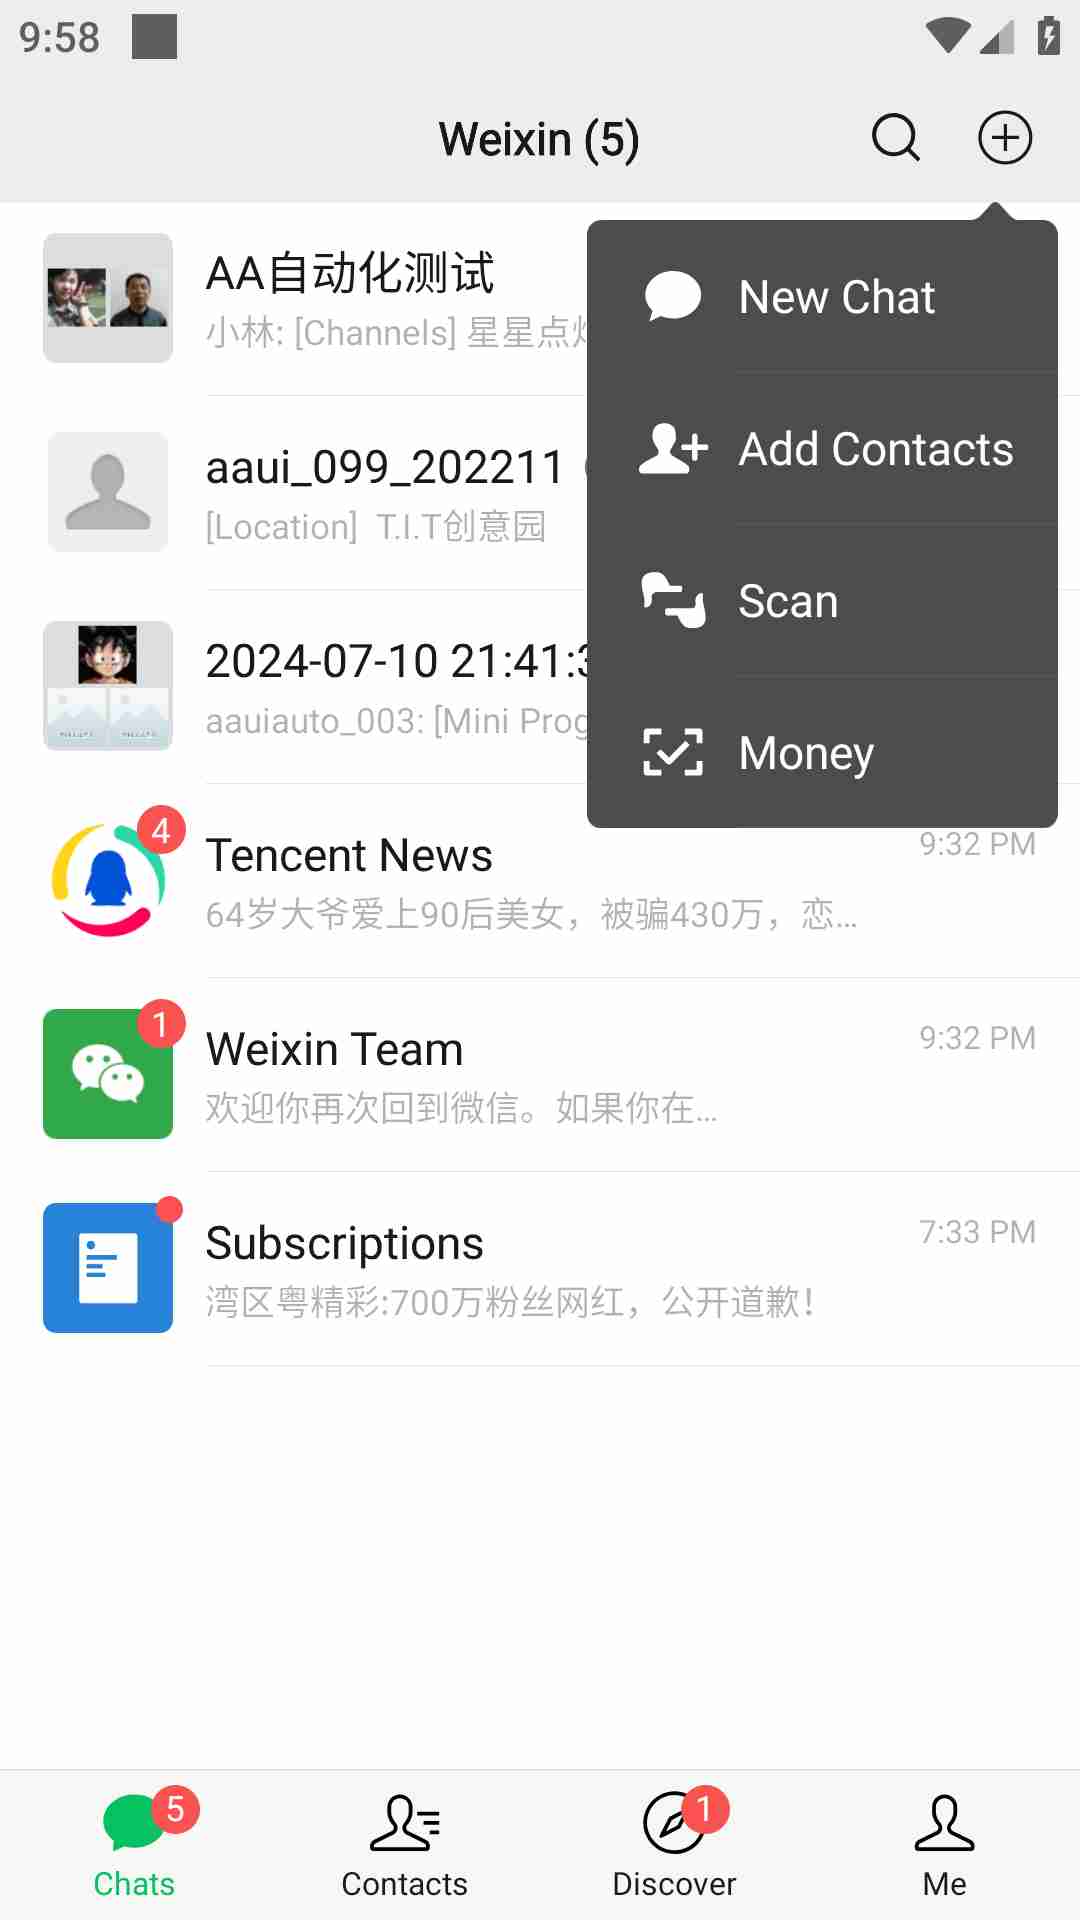 9:58
Weixin (5)
AA自动化测试
小林: [Channels] 星星点
aaui_099_202211
[Location] T.I.T创意园
2024-07-10 21:41:3
aauiauto_003: [Mini Prog
New Chat
Add Contacts
Scan
Money
4
Tencent News
9:32 PM
64岁大爷爱上90后美女，被骗430万，恋...
1
Weixin Team
9:32 PM
欢迎你再次回到微信。如果你在...
Subscriptions
7:33 PM
湾区粤精彩:700万粉丝网红，公开道歉！
5
1
Chats
Contacts
Discover
Me